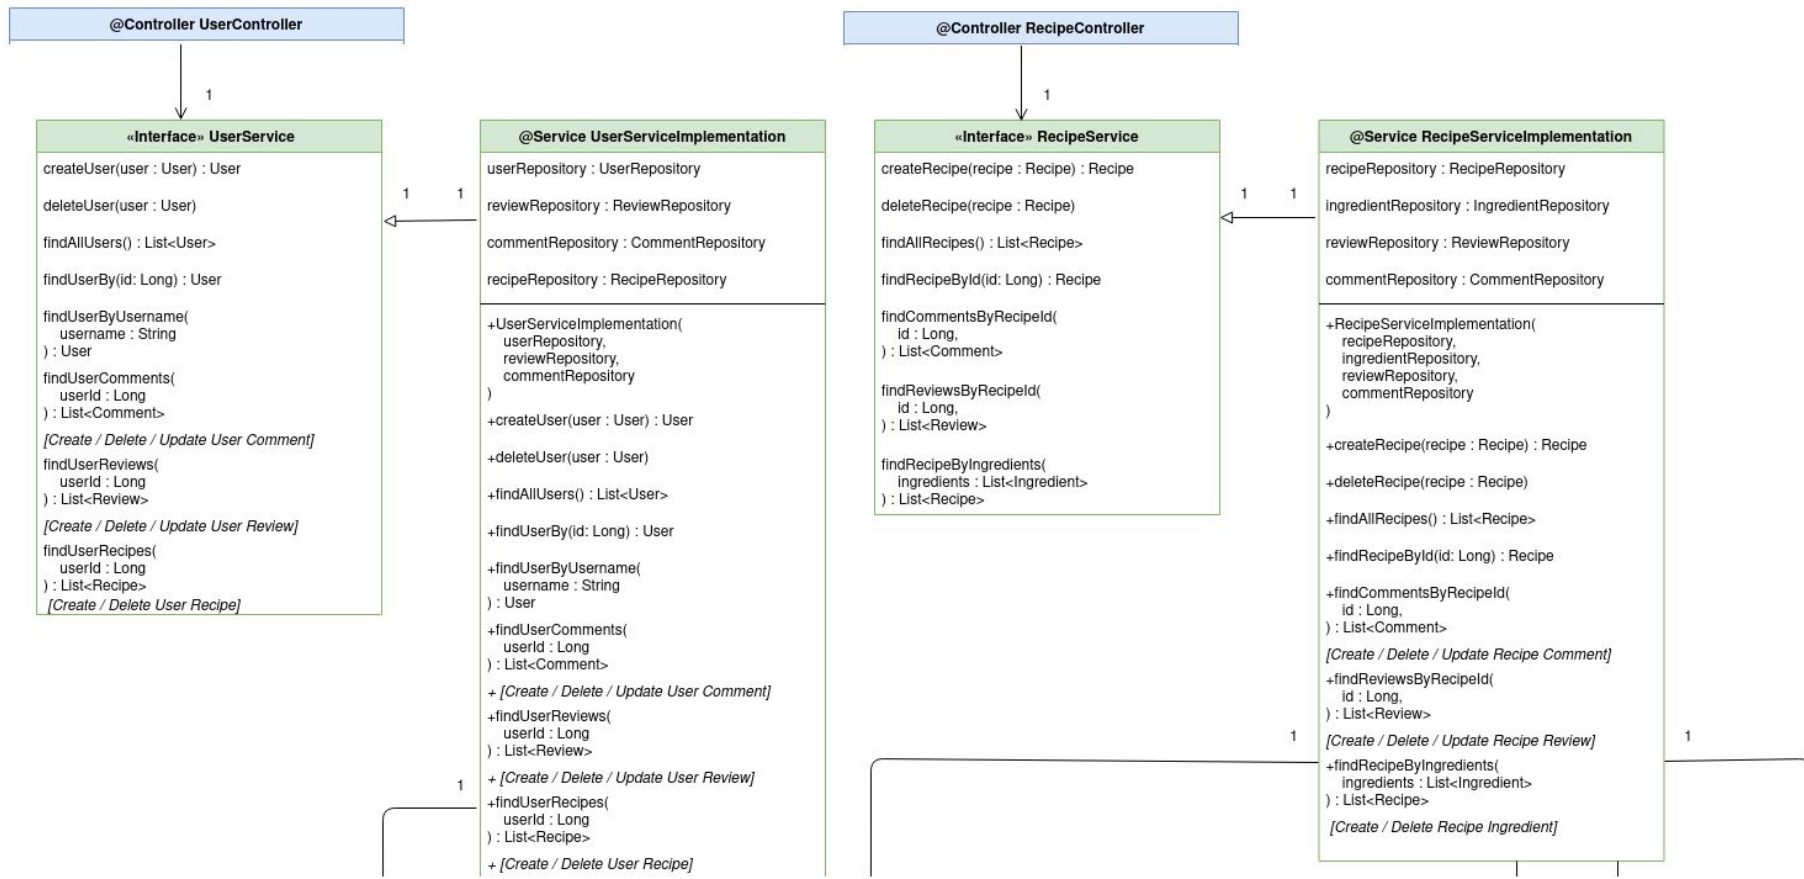 @Controller UserController
1
«Interface» UserService
createUser(user : User) : User
deleteUser(user : User)
findAllUsers() : List<User>
findUserBy(id: Long) : User
findUserByUsername(
username : String
) : User
findUserComments(
userId : Long
) : List<Comment>
[Create / Delete / Update User Comment]
findUserReviews(
userId : Long
) : List<Review>
[Create / Delete / Update User Review]
findUserRecipes(
userId : Long
) : List<Recipe>
[Create / Delete User Recipe]
1
1
@Service UserServiceImplementation
userRepository : UserRepository
reviewRepository : ReviewRepository
commentRepository : CommentRepository
recipeRepository : RecipeRepository
+UserServiceImplementation(
userRepository,
reviewRepository,
commentRepository
)
+createUser(user : User) : User
+deleteUser(user : User)
+findAllUsers() : List<User>
+findUserBy(id: Long) : User
+findUserByUsername(
username : String
) : User
+findUserComments(
userId : Long
) : List<Comment>
+ [Create / Delete / Update User Comment]
+findUserReviews(
userId : Long
) : List<Review>
+ [Create / Delete / Update User Review]
1
+findUserRecipes(
userId : Long
) : List<Recipe>
+ [Create / Delete User Recipe]
@Controller RecipeController
1
«Interface» RecipeService
createRecipe(recipe : Recipe) : Recipe
deleteRecipe(recipe : Recipe)
findAllRecipes() : List<Recipe>
findRecipeById(id: Long) : Recipe
findCommentsByRecipeId(
id : Long,
) : List<Comment>
findReviewsByRecipeId(
id : Long,
) : List<Review>
findRecipeByIngredients(
ingredients : List<Ingredient>
) : List<Recipe>
1
1
@Service RecipeServiceImplementation
recipeRepository : RecipeRepository
ingredientRepository : IngredientRepository
reviewRepository : ReviewRepository
commentRepository : CommentRepository
+RecipeServiceImplementation(
recipeRepository,
ingredientRepository,
reviewRepository,
commentRepository
)
+createRecipe(recipe : Recipe) : Recipe
+deleteRecipe(recipe : Recipe)
+findAllRecipes() : List<Recipe>
+findRecipeById(id: Long) : Recipe
+findCommentsByRecipeId(
id : Long,
) : List<Comment>
[Create / Delete / Update Recipe Comment]
+findReviewsByRecipeId(
id : Long,
) : List<Review>
1
1
[Create / Delete / Update Recipe Review]
+findRecipeByIngredients(
ingredients : List<Ingredient>
) : List<Recipe>
[Create / Delete Recipe Ingredient]